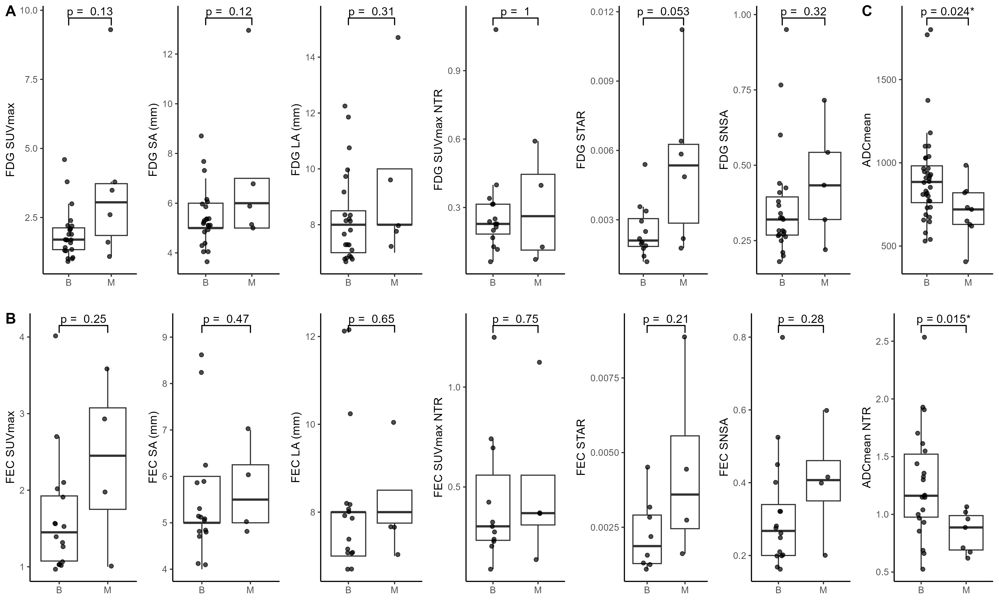 A
p = 0.13
FDG SUVmax
10.0
7.5
5.0
2.5
B M
p = 0.12
FDG SA (mm)
12
10
8
6
4
B M
p = 0.31
FDG LA (mm)
14
12
10
8
B M
p = 1
FDG SUVmax NTR
0.9
0.6
0.3
B M
p = 0.053
FDG STAR
0.012
0.009
0.006
0.003
B M
p = 0.32
FDG SNSA
1.00
0.75
0.50
0.25
B M
C
p = 0.024*
ADCmean
1500
1000
500
B M
B
p = 0.25
FEC SUVmax
4
3
2
1
B M
p = 0.47
FEC SA (mm)
9
8
7
6
5
4
B M
p = 0.65
FEC LA (mm)
12
10
8
B M
p = 0.75
FEC SUVmax NTR
1.0
0.5
B M
p = 0.21
FEC STAR
0.0075
0.0050
0.0025
B M
p = 0.28
FEC SNSA
0.8
0.6
0.4
0.2
B M
p = 0.015*
ADCmean NTR
2.5
2.0
1.5
1.0
0.5
B M